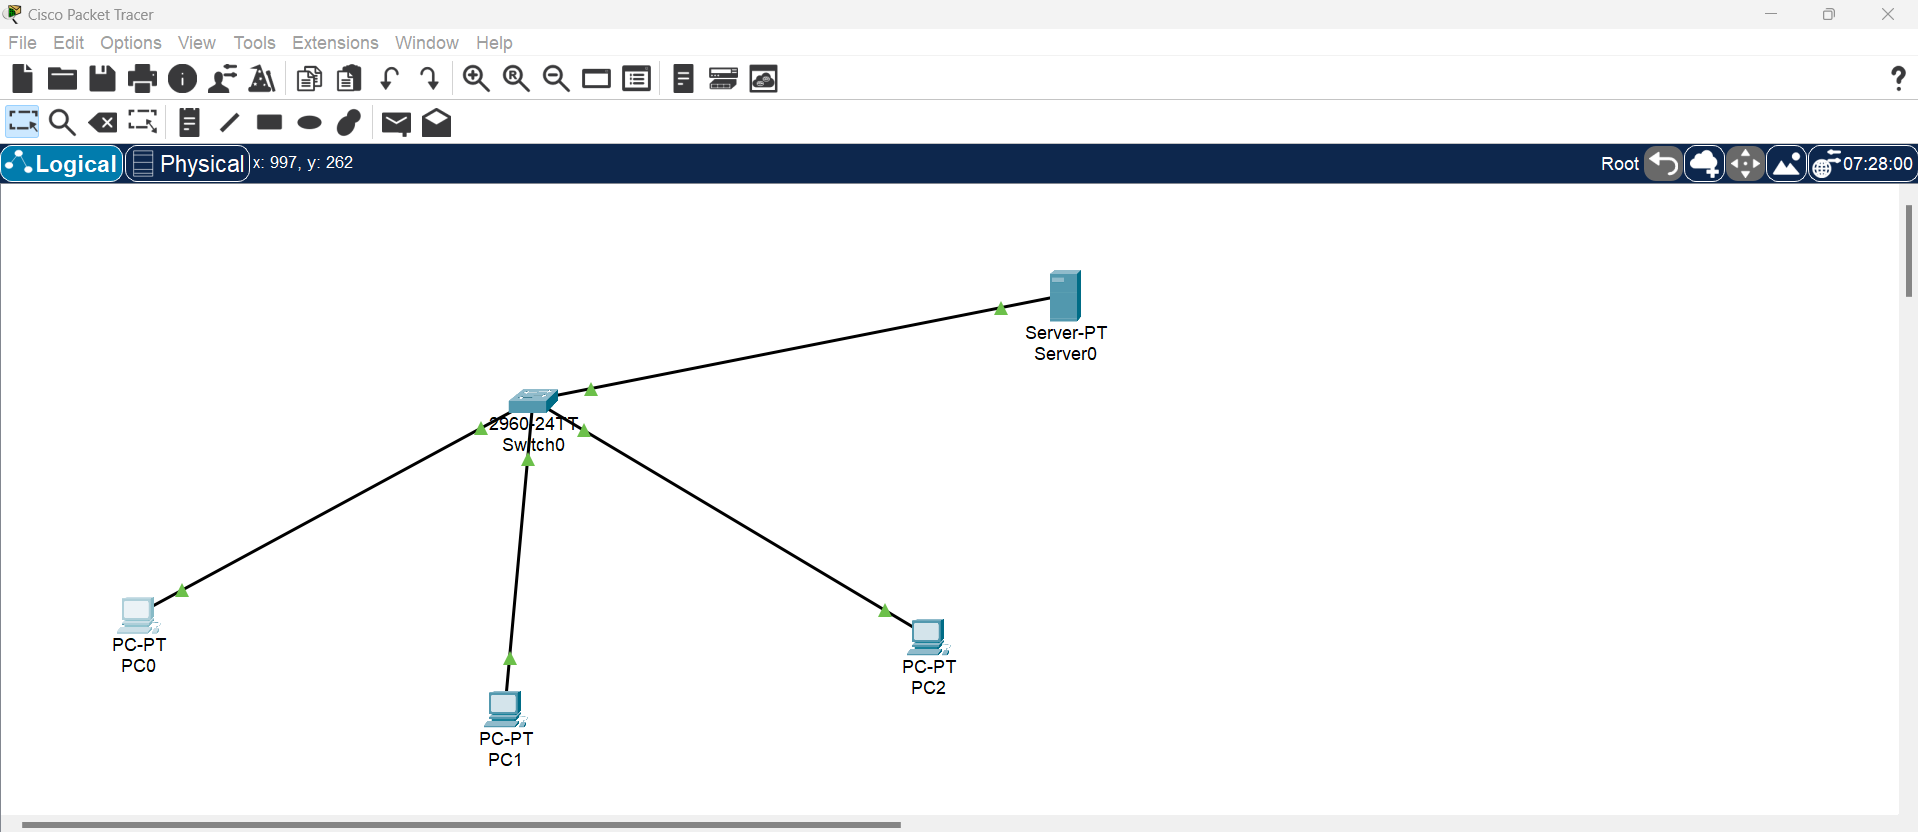 Cisco Packet Tracer
File Edit Options View Tools Extensions Window Help
Logical Physical x: 997, y: 262 Root 07:28:00
Server-PT
Server0
2960-24TT
Switch0
PC-PT
PC0
PC-PT
PC2
PC-PT
PC1